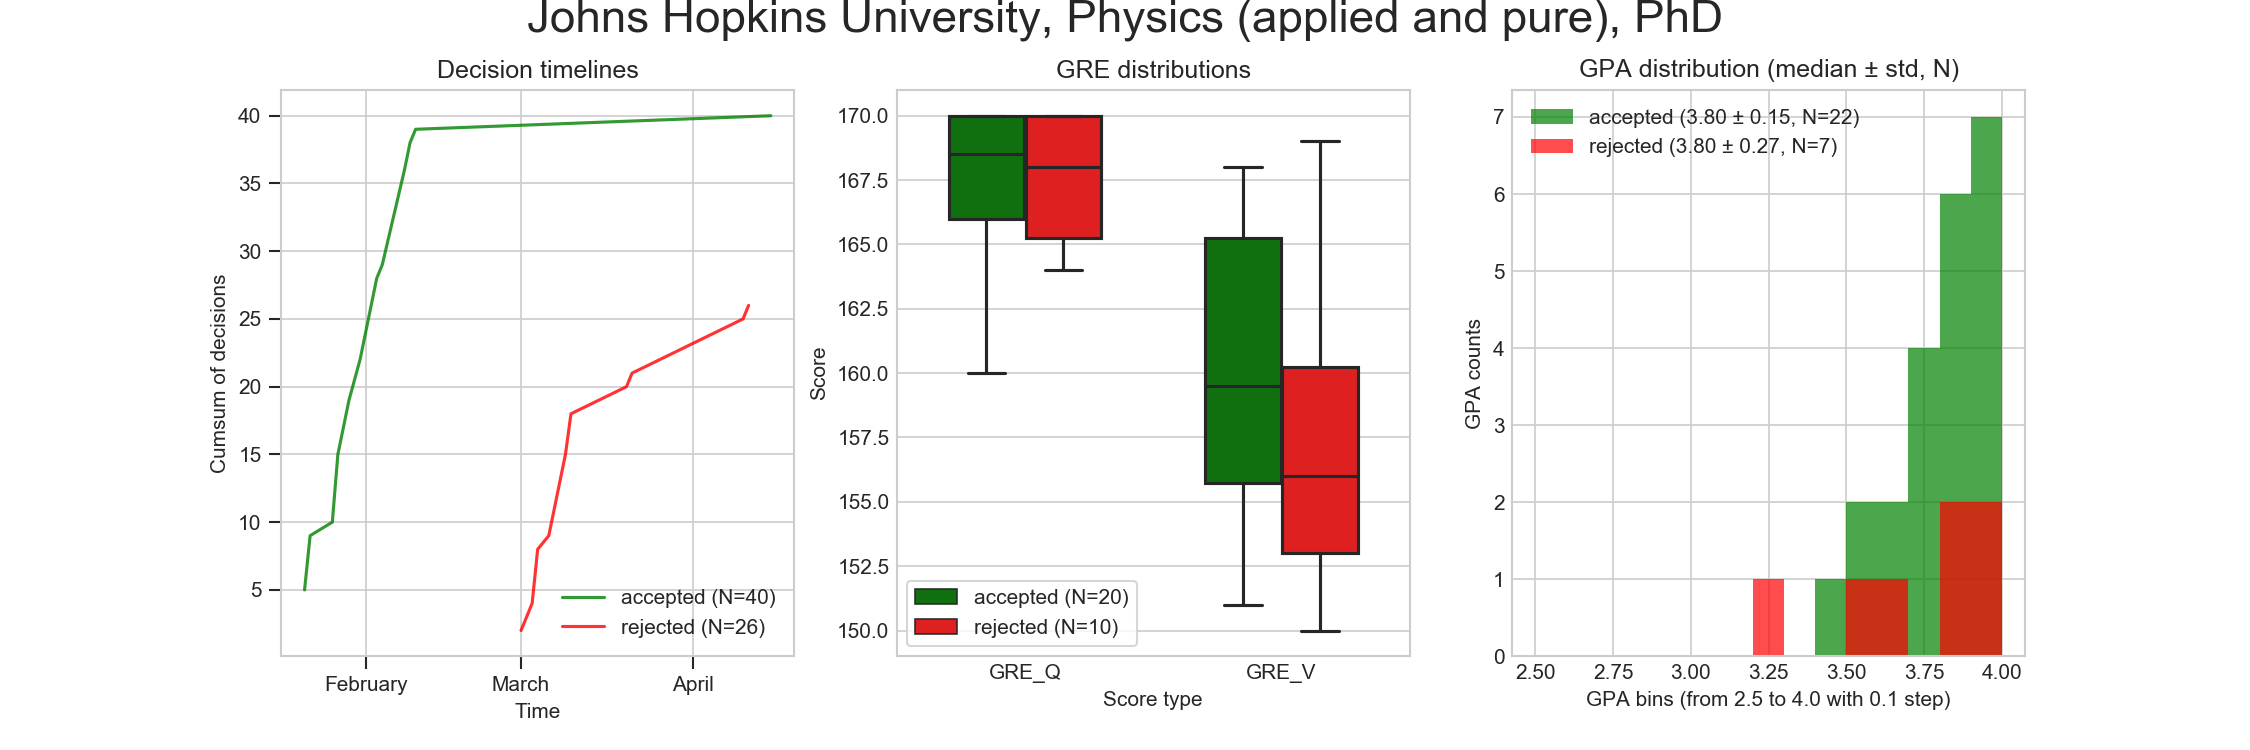 Johns Hopkins University, Physics (applied and pure), PhD
Decision timelines
40
35
30
25
20
15
10
5
Cumsum of decisions
accepted (N=40)
rejected (N=26)
February March April
Time
GRE distributions
170.0
167.5
165.0
162.5
160.0
157.5
155.0
152.5
150.0
Score
accepted (N=20)
rejected (N=10)
GRE_Q GRE_V
Score type
GPA distribution (median ± std, N)
7
6
5
4
3
2
1
0
GPA counts
accepted (3.80 ± 0.15, N=22)
rejected (3.80 ± 0.27, N=7)
2.50 2.75 3.00 3.25 3.50 3.75 4.00
GPA bins (from 2.5 to 4.0 with 0.1 step)